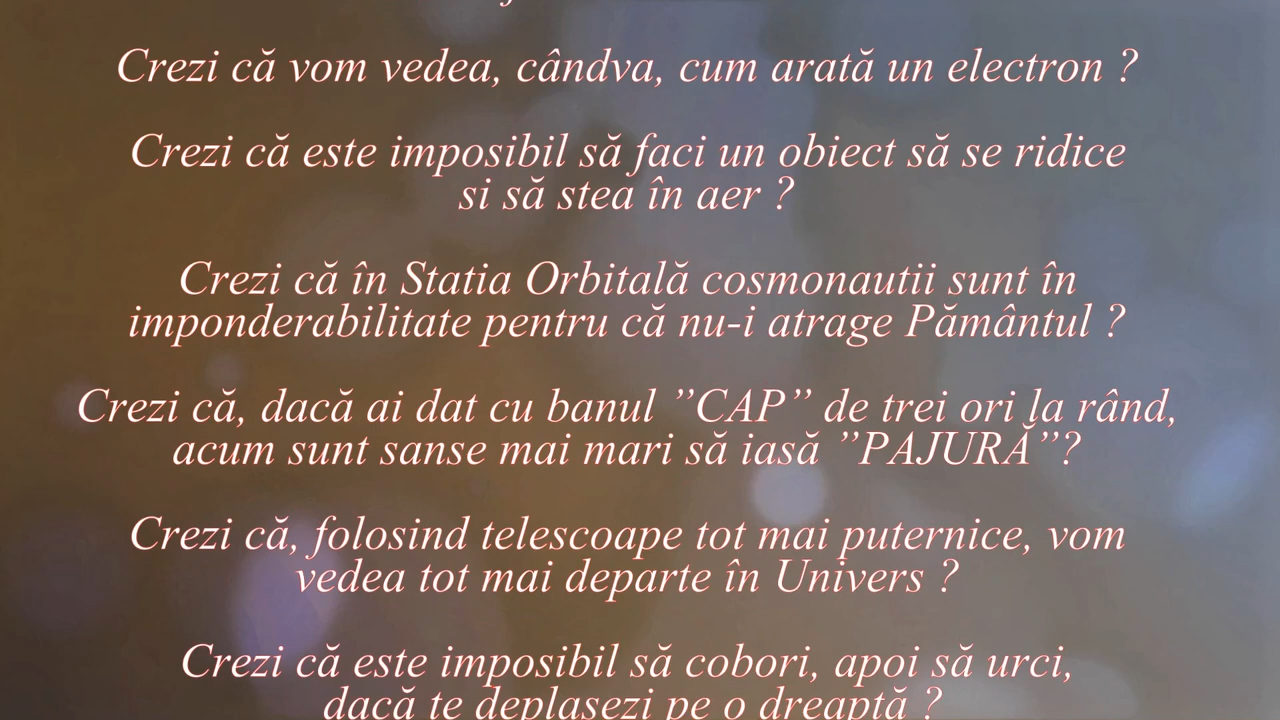 Crezi că vom vedea, cândva, cum arată un electron ?
Crezi că este imposibil să faci un obiect să se ridice
si să stea în aer ?
Crezi că în Statia Orbitală cosmonautii sunt în
imponderabilitate pentru că nu-i atrage Pământul ?
Crezi că, dacă ai dat cu banul ”CAP” de trei ori la rând,
acum sunt sanse mai mari să iasă ”PAJURĂ”?
Crezi că, folosind telescoape tot mai puternice, vom
vedea tot mai departe în Univers ?
Crezi că este imposibil să cobori, apoi să urci,
dacă te deplasezi pe o dreaptă ?